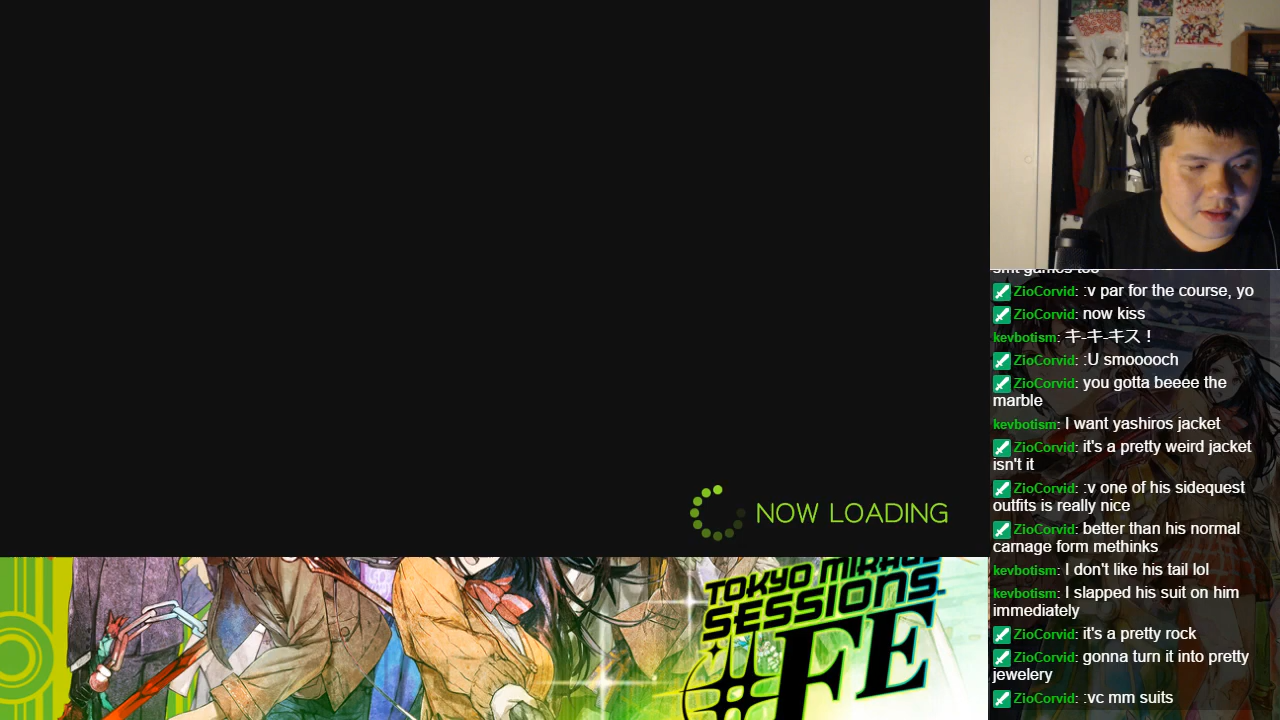 NOW LOADING
TOKYO MIRAGE
SESSIONS
#FE
smt games too
ZioCorvid: :v par for the course, yo
ZioCorvid: now kiss
kevbotism: キ-キ-キス！
ZioCorvid: :U smooooch
ZioCorvid: you gotta beeee the
marble
kevbotism: I want yashiros jacket
ZioCorvid: it's a pretty weird jacket
isn't it
ZioCorvid: :v one of his sidequest
outfits is really nice
ZioCorvid: better than his normal
carnage form methinks
kevbotism: I don't like his tail lol
kevbotism: I slapped his suit on him
immediately
ZioCorvid: it's a pretty rock
ZioCorvid: gonna turn it into pretty
jewelery
ZioCorvid: :vc mm suits